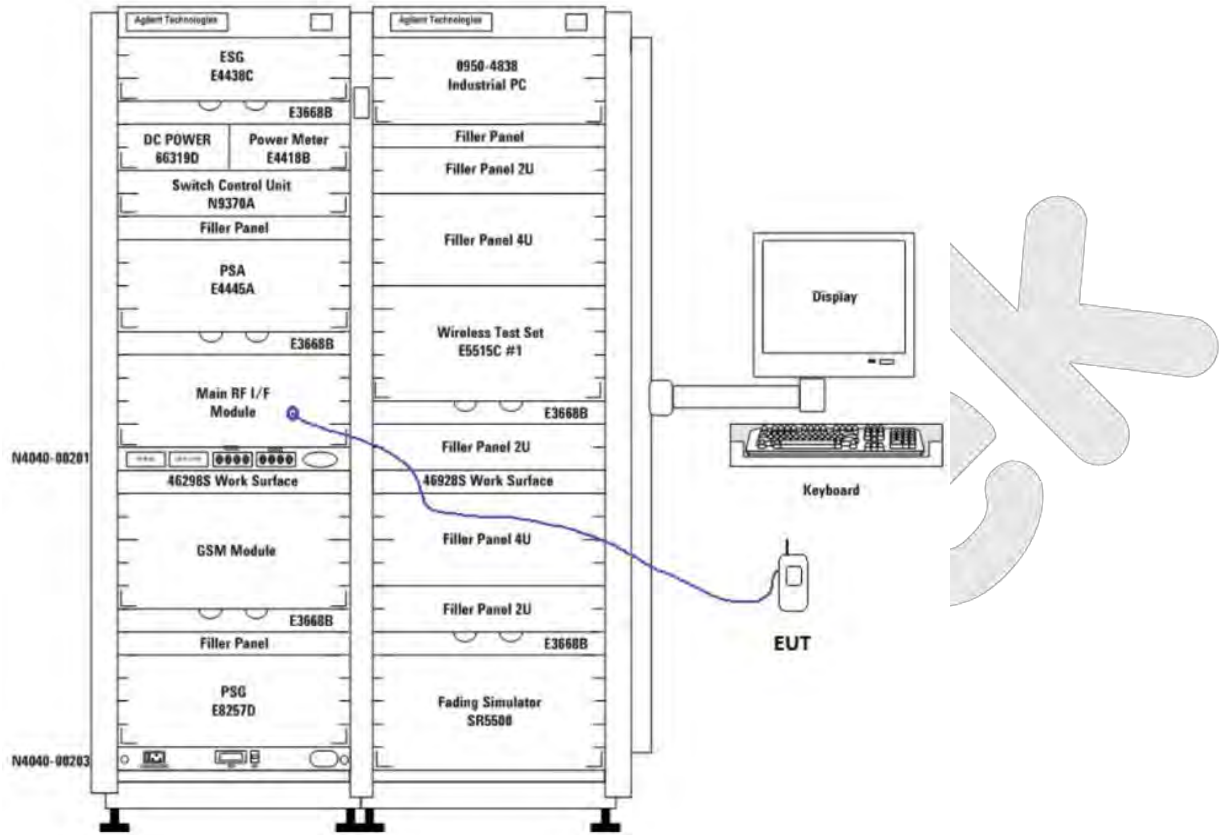 Agilent Technologies
ESG
E4438C
E3668B
DC POWER
66319D
Power Meter
E4418B
Switch Control Unit
N9370A
Filler Panel
PSA
E4445A
E3668B
Main RF I/F
Module
N4040-00201
46298S Work Surface
GSM Module
E3668B
Filler Panel
PSG
E8257D
N4040-00203
Agilent Technologies
0950-4838
Industrial PC
Filler Panel
Filler Panel 2U
Filler Panel 4U
Wireless Test Set
E5515C #1
E3668B
Filler Panel 2U
46928S Work Surface
Filler Panel 4U
Filler Panel 2U
E3668B
Fading Simulator
SR5500
Display
Keyboard
EUT